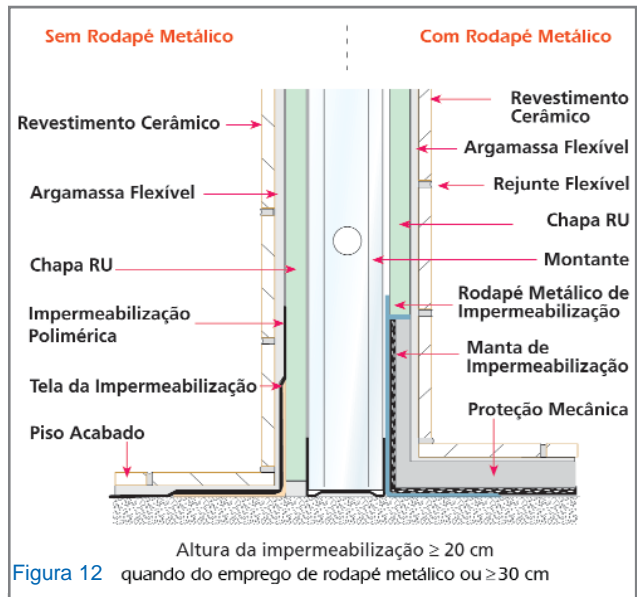 Sem Rodapé Metálico
Com Rodapé Metálico
Revestimento Cerâmico
Argamassa Flexível
Chapa RU
Impermeabilização
Polimérica
Tela da Impermeabilização
Piso Acabado
Revestimento
Cerâmico
Argamassa Flexível
Rejunte Flexível
Chapa RU
Montante
Rodapé Metálico de
Impermeabilização
Manta de
Impermeabilização
Proteção Mecânica
Altura da impermeabilização ≥ 20 cm
Figura 12 quando do emprego de rodapé metálico ou ≥30 cm